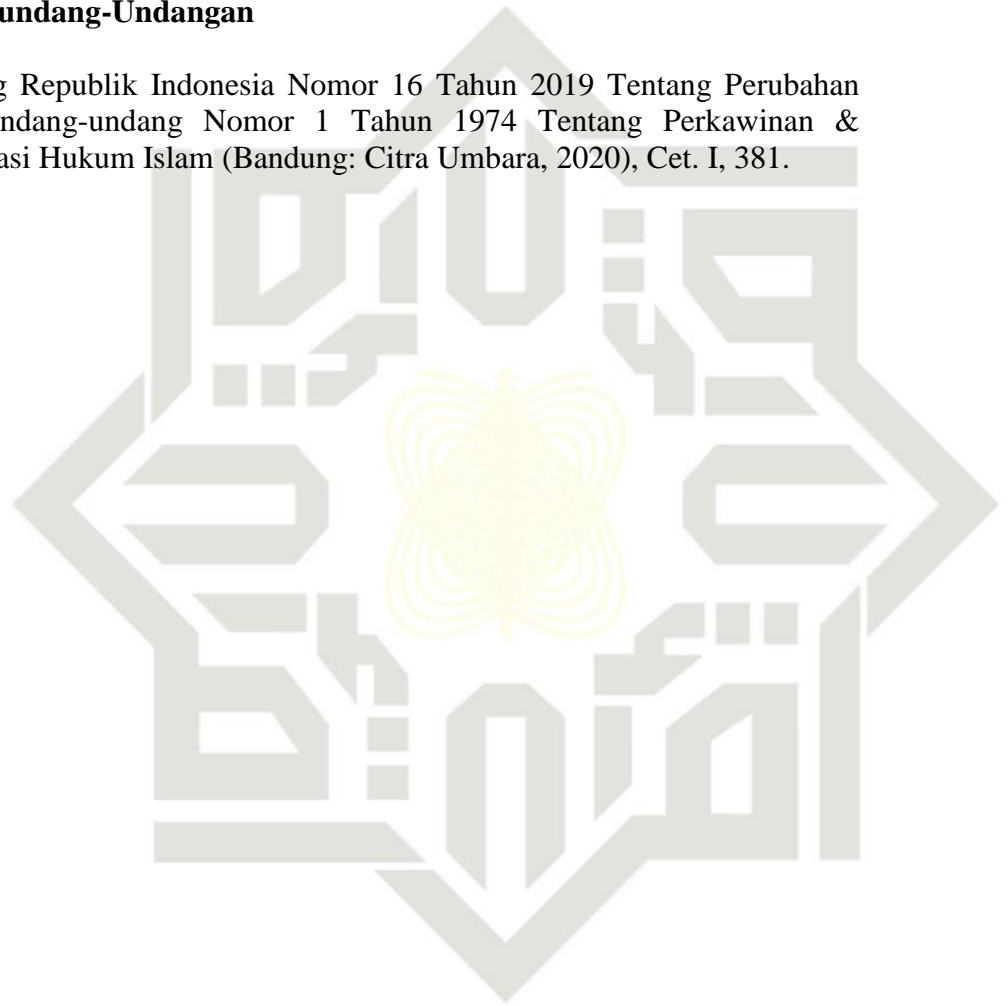 undang-Undangan
g Republik Indonesia Nomor 16 Tahun 2019 Tentang Perubahan
ndang-undang Nomor 1 Tahun 1974 Tentang Perkawinan &
asi Hukum Islam (Bandung: Citra Umbara, 2020), Cet. I, 381.